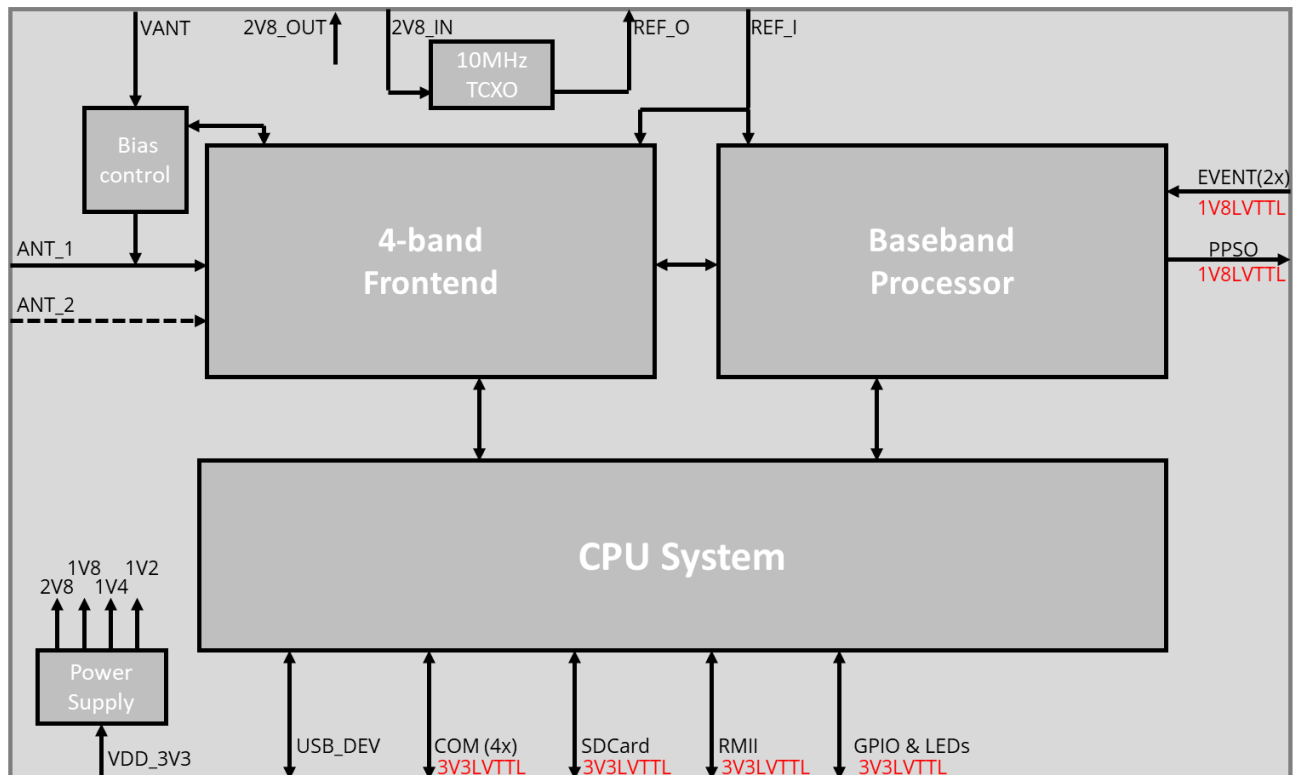 VANT
2V8_OUT
2V8_IN
REF_O
REF_I
10MHz
TCXO
Bias
control
EVENT(2x)
1V8LVTTL
ANT_1
4-band
Frontend
Baseband
Processor
PPSO
1V8LVTTL
ANT_2
CPU System
2V8
1V8
1V4
1V2
Power
Supply
VDD_3V3
USB_DEV
COM (4x)
3V3LVTTL
SDCard
3V3LVTTL
RMII
3V3LVTTL
GPIO & LEDs
3V3LVTTL